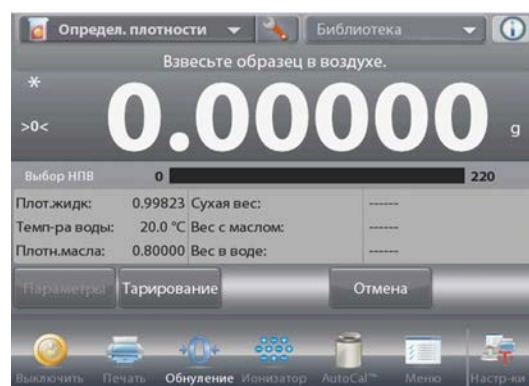 Определ. плотности Библиотека
Взвесьте образец в воздухе.
*
>0< 0.00000 g
Выбор НПВ 0 220
Плот.жидк: 0.99823 Сухая вес: ------
Темп-ра воды: 20.0 °C Вес с маслом: ------
Плотн.масла: 0.80000 Вес в воде: ------
Параметры Тарирование Отмена
Выключить Печать Обнуление Ионизатор AutoCal™ Меню Настр-ки